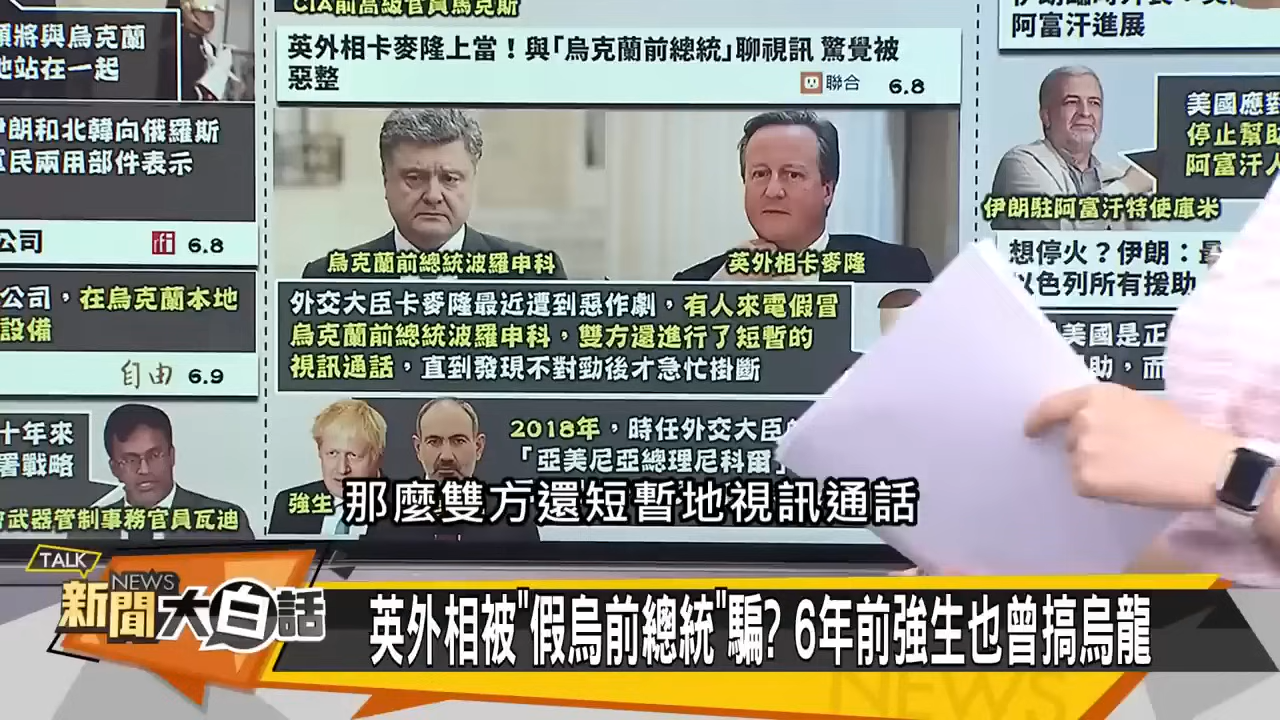 CIA前高級官員馬克斯
將與烏克蘭
站在一起
伊朗和北韓向俄羅斯
軍民兩用部件表示
公司
rfi 6.8
公司，在烏克蘭本地
設備
自由 6.9
十年來
署戰略
武器管制事務官員瓦迪
英外相卡麥隆上當！與「烏克蘭前總統」聊視訊 驚覺被
惡整
聯合 6.8
烏克蘭前總統波羅申科
英外相卡麥隆
外交大臣卡麥隆最近遭到惡作劇，有人來電假冒
烏克蘭前總統波羅申科，雙方還進行了短暫的
視訊通話，直到發現不對勁後才急忙掛斷
2018年，時任外交大臣
「亞美尼亞總理尼科爾」
強生
阿富汗進展
美國應對
停止幫助
阿富汗人
伊朗駐阿富汗特使庫米
想停火？伊朗：
以色列所有援助
美國是正
助，而
那麼雙方還短暫地視訊通話
TALK
NEWS
新聞大白話
英外相被"假烏前總統"騙? 6年前強生也曾搞烏龍
NEWS